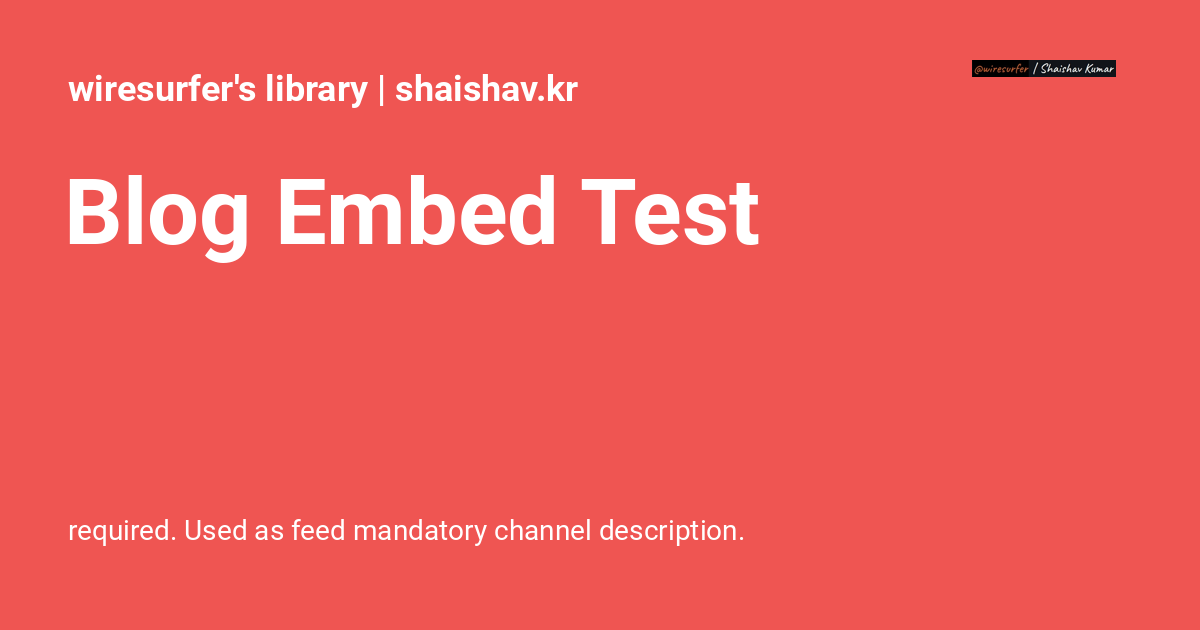 wiresurfer's library | shaishav.kr
@wiresurfer | Shaishav Kumar
Blog Embed Test
required. Used as feed mandatory channel description.